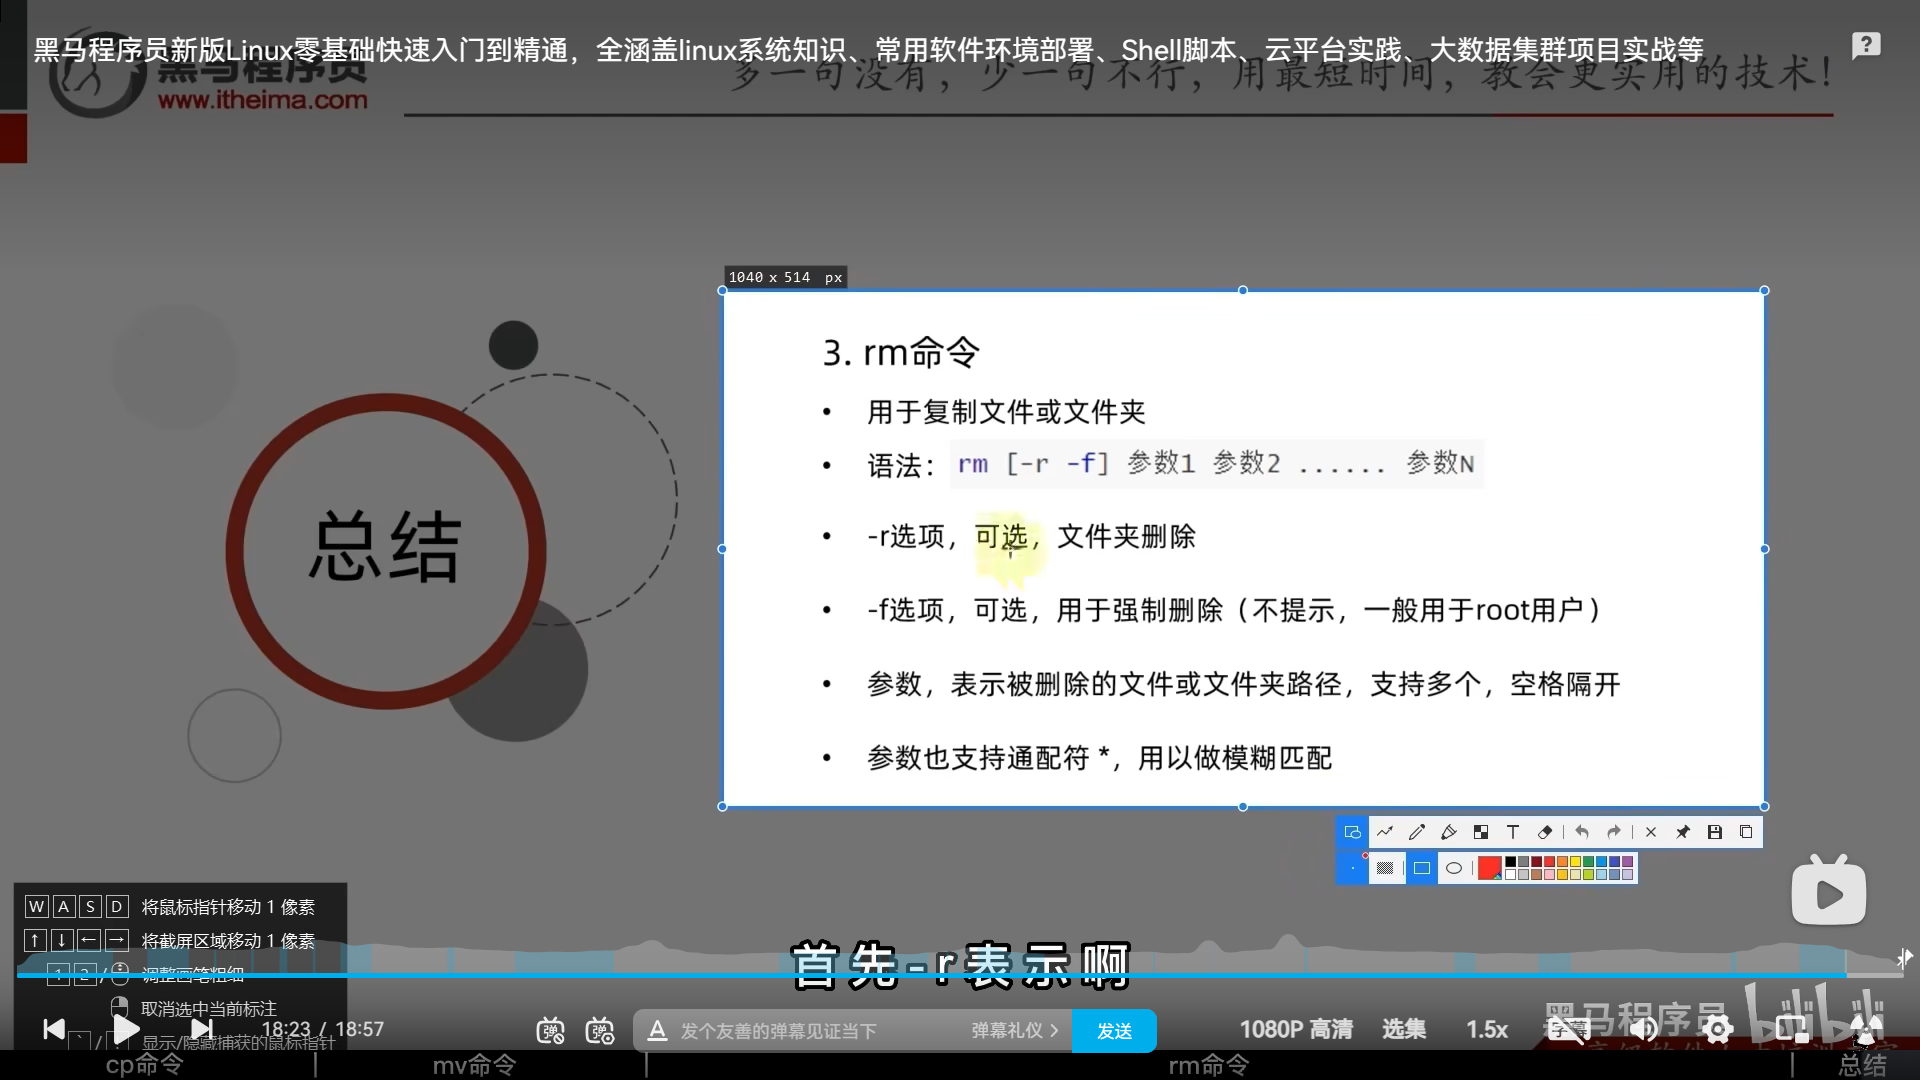 黑马程序员新版Linux零基础快速入门到精通，全涵盖linux系统知识、常用软件环境部署、Shell脚本、云平台实践、大数据集群项目实战等
黑马程序员
多一句没有，少一句不行，用最短时间，教会更实用的技术！
www.itheima.com
1040 x 514 px
3. rm命令
• 用于复制文件或文件夹
• 语法：rm [-r -f] 参数1 参数2 ...... 参数N
• -r选项，可选，文件夹删除
• -f选项，可选，用于强制删除（不提示，一般用于root用户）
• 参数，表示被删除的文件或文件夹路径，支持多个，空格隔开
• 参数也支持通配符 *，用以做模糊匹配
总结
W A S D 将鼠标指针移动 1 像素
↑ ↓ ← → 将截屏区域移动 1 像素
1 2 / 调整画笔粗细
取消选中当前标注
` / 显示/隐藏捕获的鼠标指针
首先-r表示啊
18:23 / 18:57
弹 弹
A 发个友善的弹幕见证当下
弹幕礼仪 >
发送
1080P 高清
选集
1.5x
字幕
黑马程序员
bilibili
cp命令
mv命令
rm命令
总结